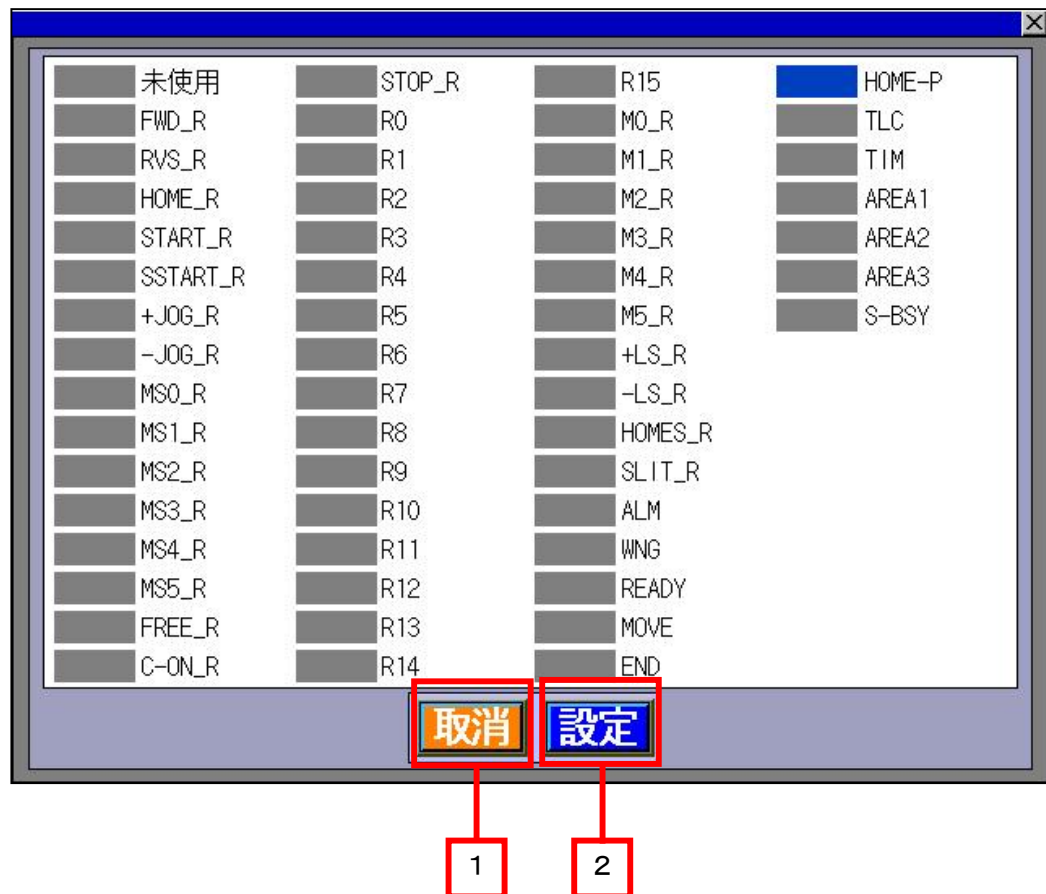 未使用
FWD_R
RVS_R
HOME_R
START_R
SSTART_R
+JOG_R
-JOG_R
MS0_R
MS1_R
MS2_R
MS3_R
MS4_R
MS5_R
FREE_R
C-ON_R
STOP_R
R0
R1
R2
R3
R4
R5
R6
R7
R8
R9
R10
R11
R12
R13
R14
R15
M0_R
M1_R
M2_R
M3_R
M4_R
M5_R
+LS_R
-LS_R
HOMES_R
SLIT_R
ALM
WNG
READY
MOVE
END
HOME-P
TLC
TIM
AREA1
AREA2
AREA3
S-BSY
取消
設定
1
2